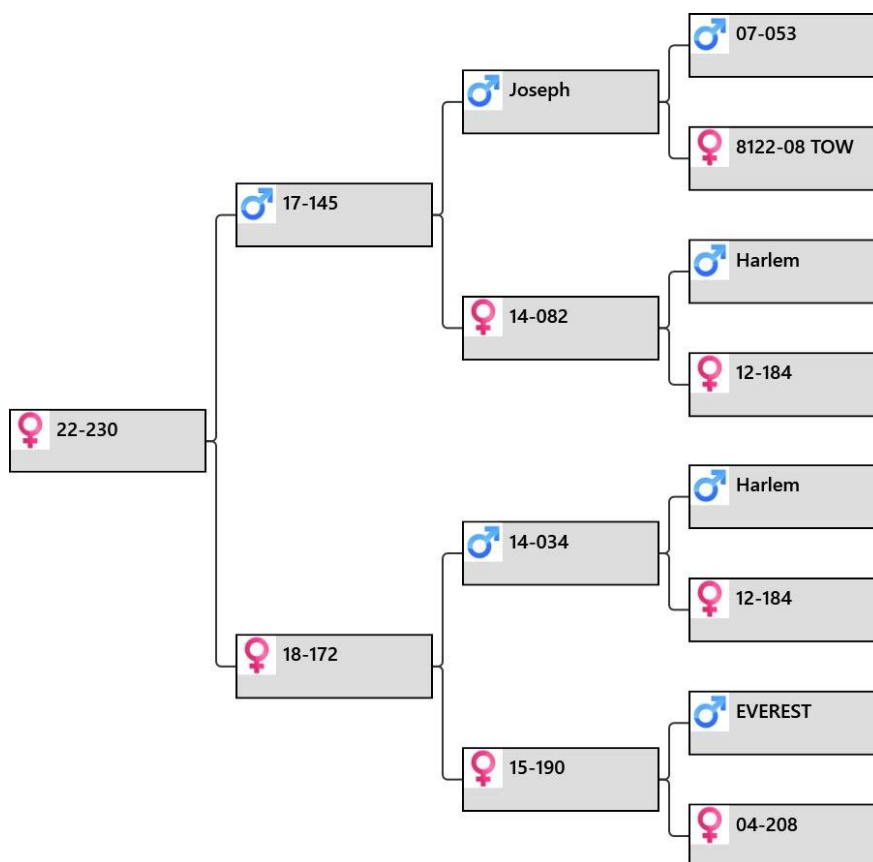 07-053
Joseph
8122-08 TOW
17-145
Harlem
14-082
12-184
22-230
Harlem
14-034
12-184
18-172
EVEREST
15-190
04-208